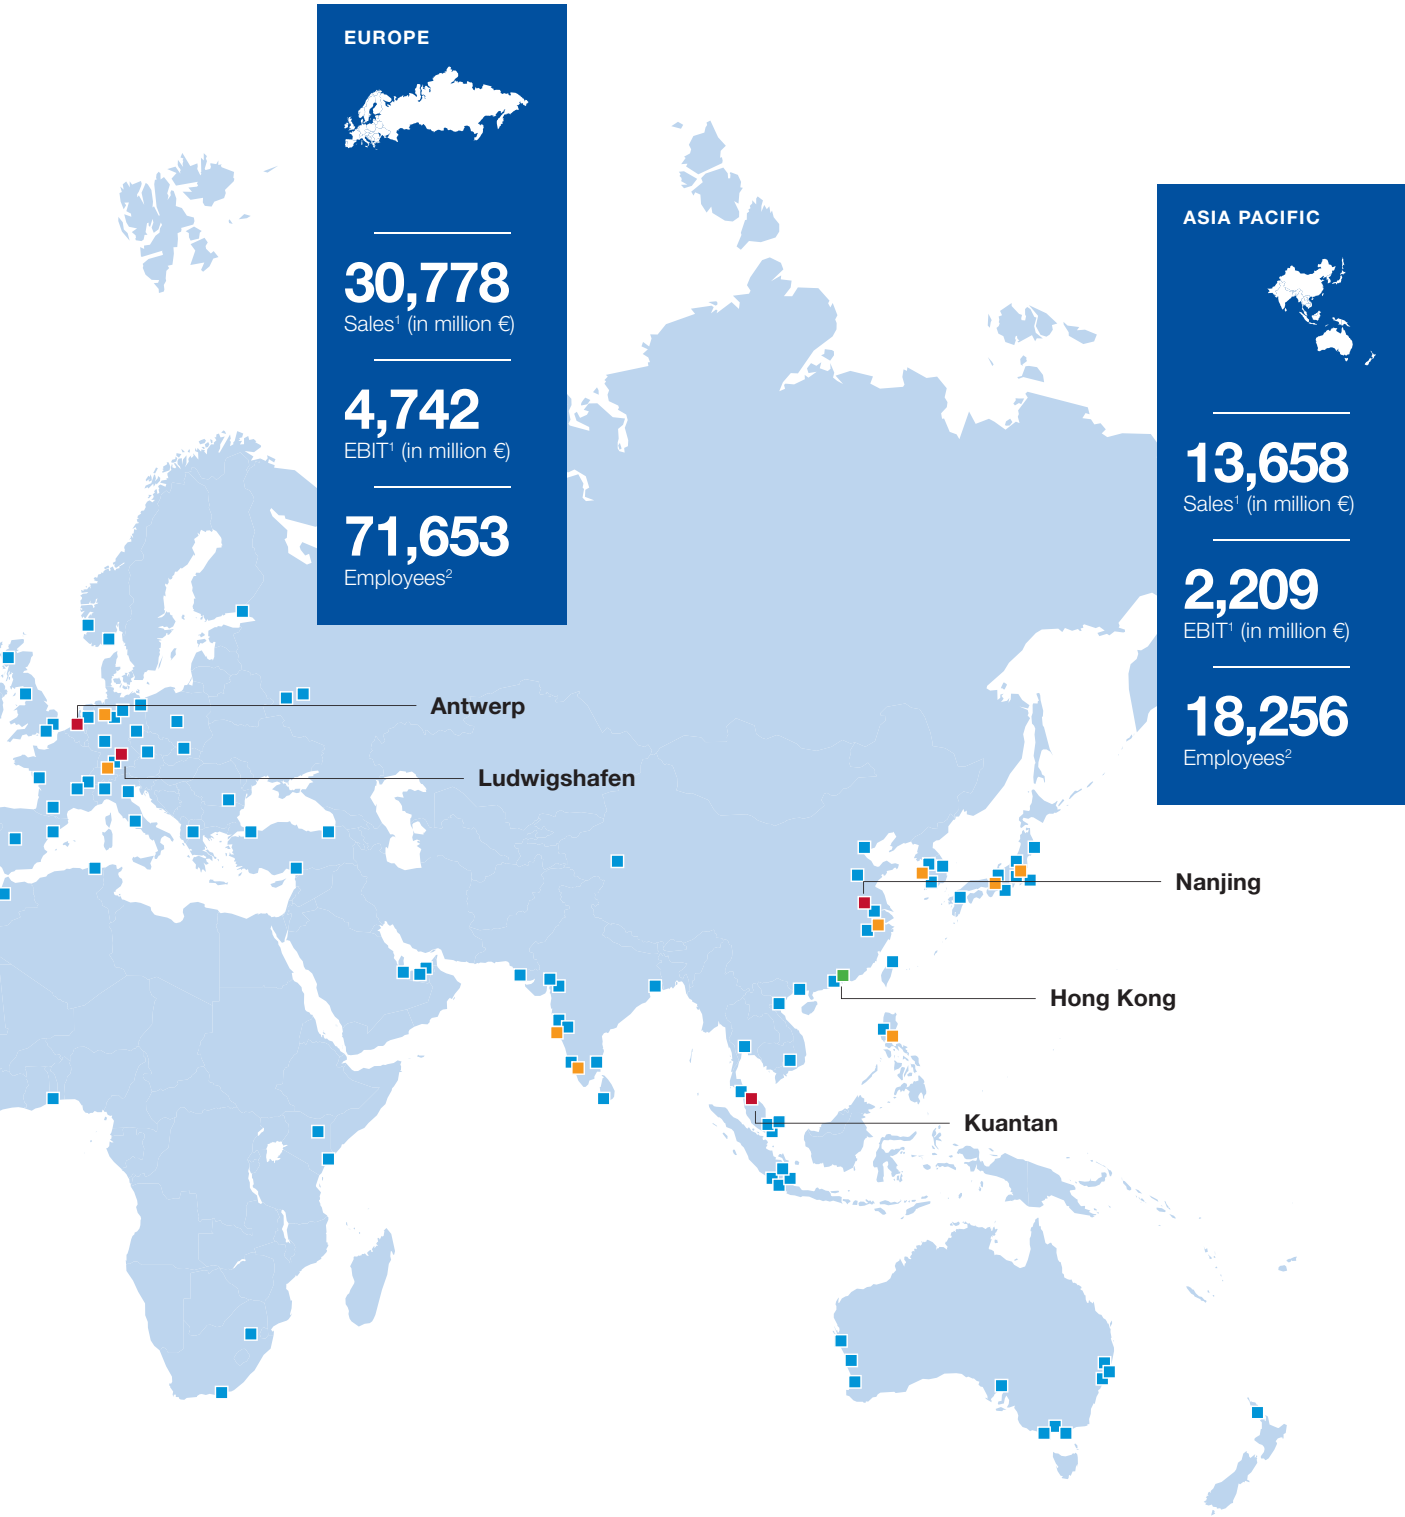 EUROPE
30,778
Sales¹ (in million €)
4,742
EBIT¹ (in million €)
71,653
Employees²
ASIA PACIFIC
13,658
Sales¹ (in million €)
2,209
EBIT¹ (in million €)
18,256
Employees²
Antwerp
Ludwigshafen
Nanjing
Hong Kong
Kuantan